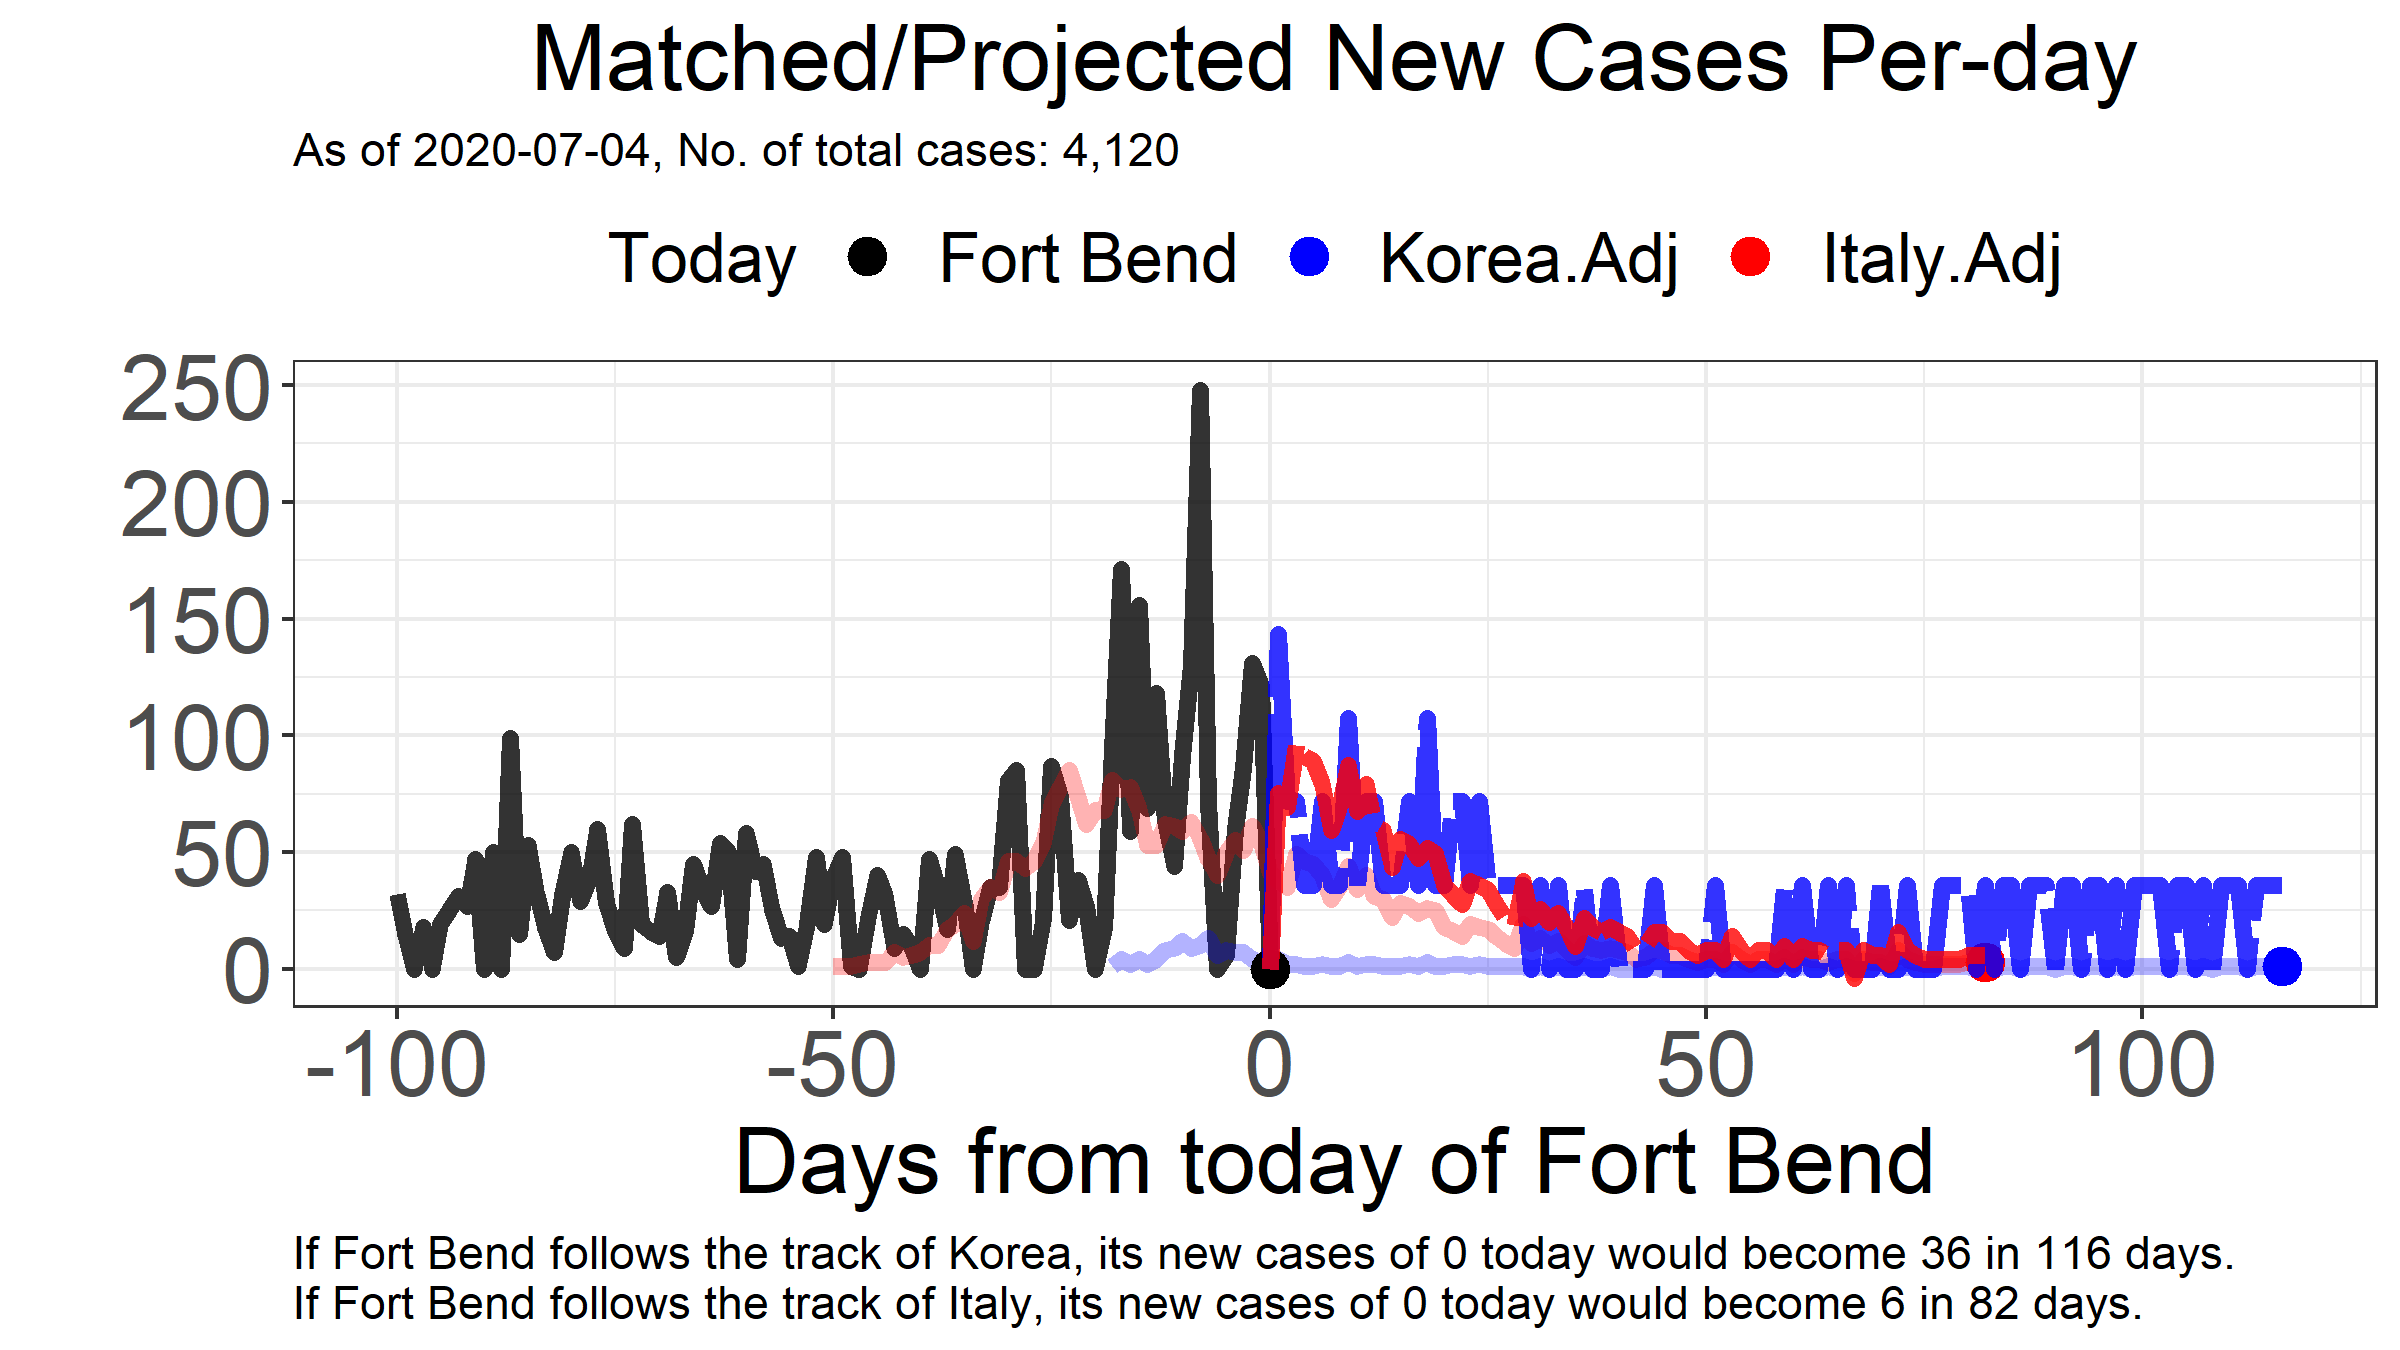 Matched/Projected New Cases Per-day
As of 2020-07-04, No. of total cases: 4,120
Today Fort Bend Korea.Adj Italy.Adj
250
200
150
100
50
0
-100 -50 0 50 100
Days from today of Fort Bend
If Fort Bend follows the track of Korea, its new cases of 0 today would become 36 in 116 days.
If Fort Bend follows the track of Italy, its new cases of 0 today would become 6 in 82 days.